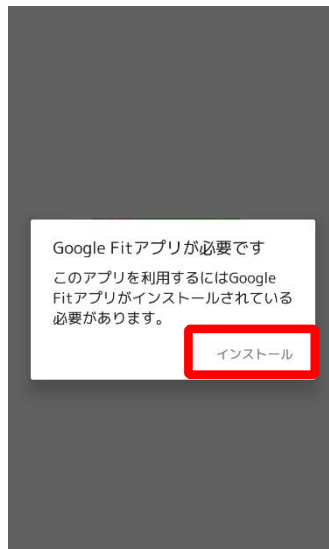 Google Fitアプリが必要です
このアプリを利用するにはGoogle
Fitアプリがインストールされている
必要があります。
インストール